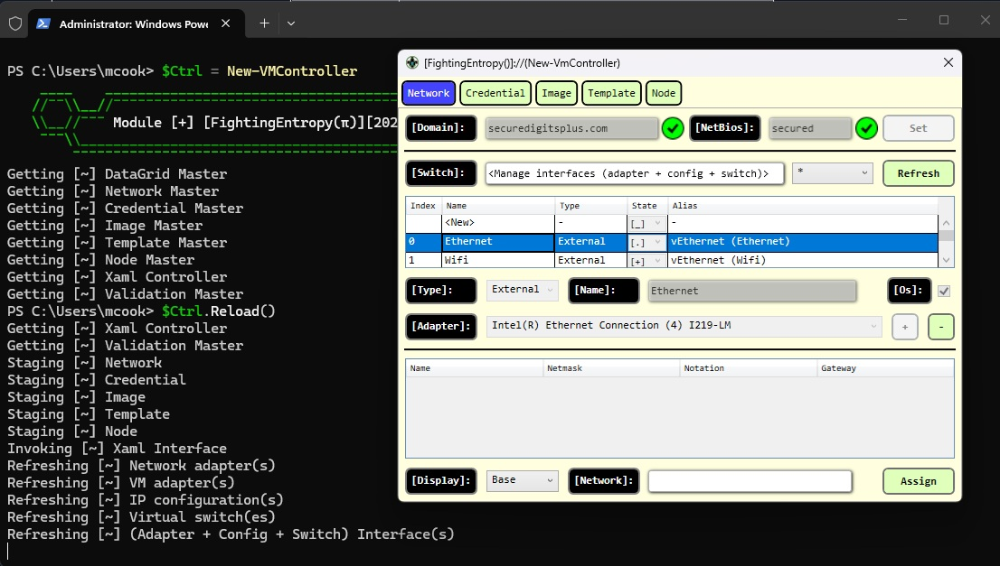 Administrator: Windows Powe
PS C:\Users\mcook> $Ctrl = New-VMController
Module [+] [FightingEntropy(π)][202
Getting [~] DataGrid Master
Getting [~] Network Master
Getting [~] Credential Master
Getting [~] Image Master
Getting [~] Template Master
Getting [~] Node Master
Getting [~] Xaml Controller
Getting [~] Validation Master
PS C:\Users\mcook> $Ctrl.Reload()
Getting [~] Xaml Controller
Getting [~] Validation Master
Staging [~] Network
Staging [~] Credential
Staging [~] Image
Staging [~] Template
Staging [~] Node
Invoking [~] Xaml Interface
Refreshing [~] Network adapter(s)
Refreshing [~] VM adapter(s)
Refreshing [~] IP configuration(s)
Refreshing [~] Virtual switch(es)
Refreshing [~] (Adapter + Config + Switch) Interface(s)
[FightingEntropy()]://(New-VmController)
Network Credential Image Template Node
[Domain]: securedigitsplus.com [NetBios]: secured Set
[Switch]: <Manage interfaces (adapter + config + switch)> * Refresh
Index Name Type State Alias
<New> - [_] -
0 Ethernet External [.] vEthernet (Ethernet)
1 Wifi External [+] vEthernet (Wifi)
[Type]: External [Name]: Ethernet [Os]:
[Adapter]: Intel(R) Ethernet Connection (4) I219-LM + -
Name Netmask Notation Gateway
[Display]: Base [Network]: Assign